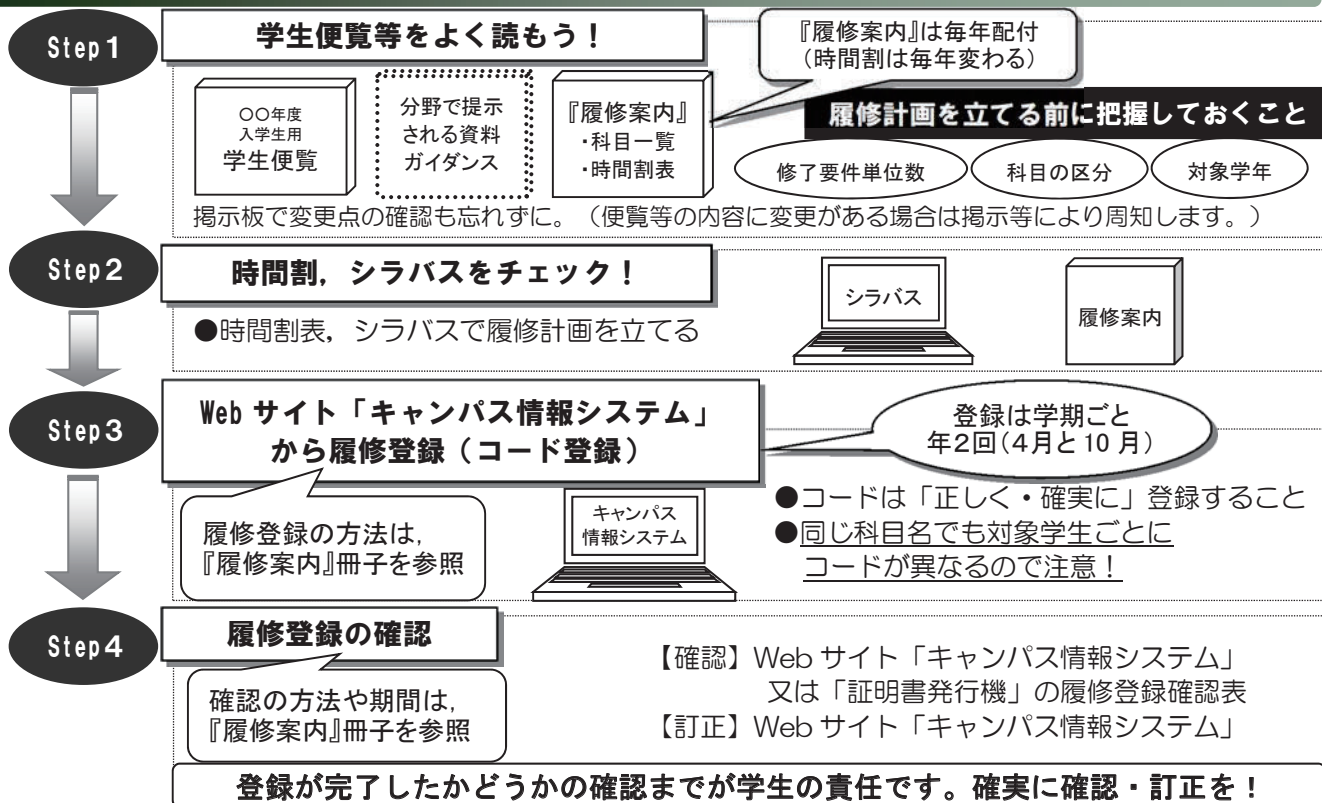 Step 1
学生便覧等をよく読もう！
『履修案内』は毎年配付
（時間割は毎年変わる）
〇〇年度
入学生用
学生便覧
分野で提示
される資料
ガイダンス
『履修案内』
・科目一覧
・時間割表
履修計画を立てる前に把握しておくこと
修了要件単位数
科目の区分
対象学年
掲示板で変更点の確認も忘れずに。（便覧等の内容に変更がある場合は掲示等により周知します。）
Step 2
時間割，シラバスをチェック！
●時間割表，シラバスで履修計画を立てる
シラバス
履修案内
Step 3
Web サイト「キャンパス情報システム」
から履修登録（コード登録）
登録は学期ごと
年2回（4月と10月）
履修登録の方法は，
『履修案内』冊子を参照
キャンパス
情報システム
●コードは「正しく・確実に」登録すること
●同じ科目名でも対象学生ごとに
コードが異なるので注意！
Step 4
履修登録の確認
確認の方法や期間は，
『履修案内』冊子を参照
【確認】Web サイト「キャンパス情報システム」
又は「証明書発行機」の履修登録確認表
【訂正】Web サイト「キャンパス情報システム」
登録が完了したかどうかの確認までが学生の責任です。確実に確認・訂正を！